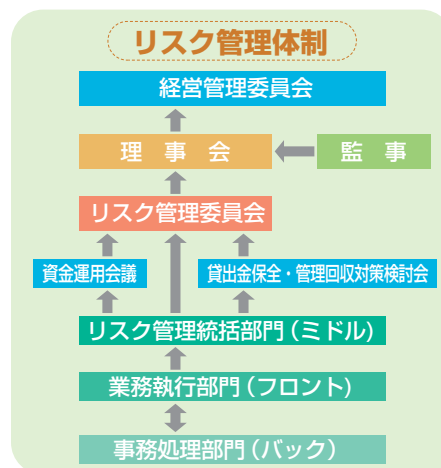 リスク管理体制
経営管理委員会
理事会
監事
リスク管理委員会
資金運用会議
貸出金保全・管理回収対策検討会
リスク管理統括部門(ミドル)
業務執行部門(フロント)
事務処理部門(バック)